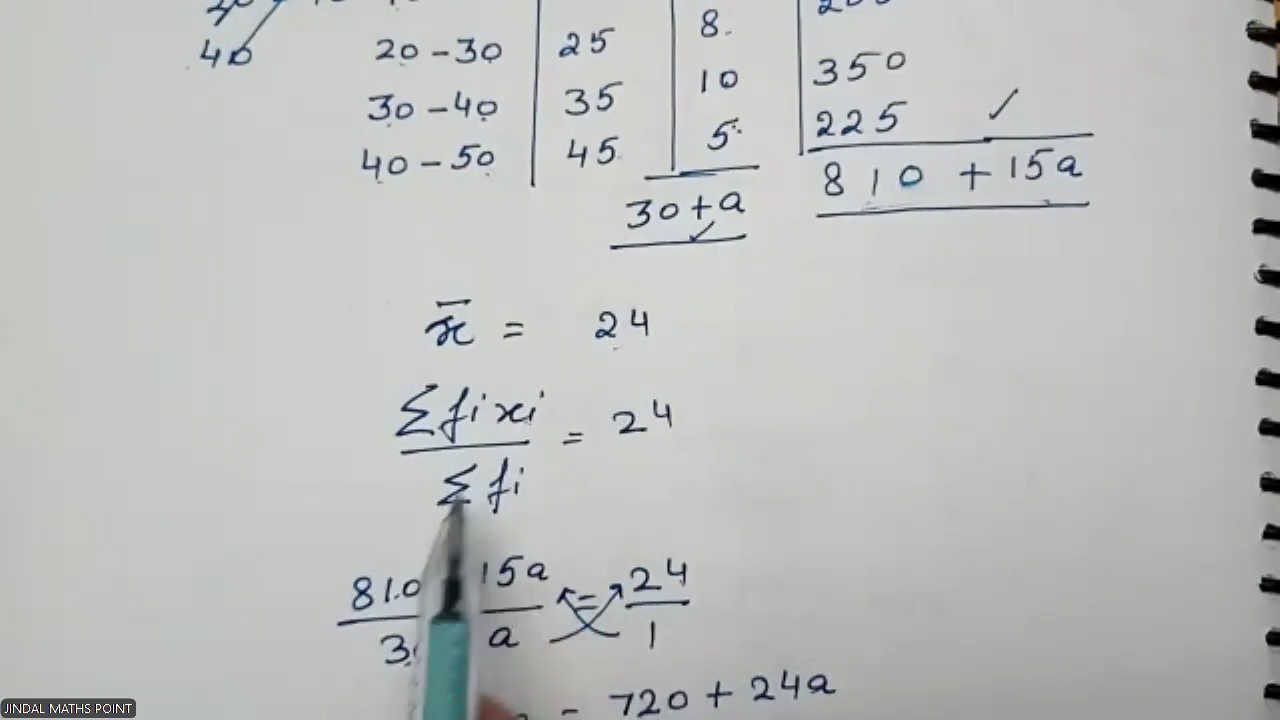 8.
40 20 - 30 25 350
30 - 40 35 10 225 ✓
40 - 50 45 5 810 + 15a
30 + a
x̄ = 24
Σfixi / Σfi = 24
810 15a / a = 24 / 1
720 + 24a
JINDAL MATHS POINT